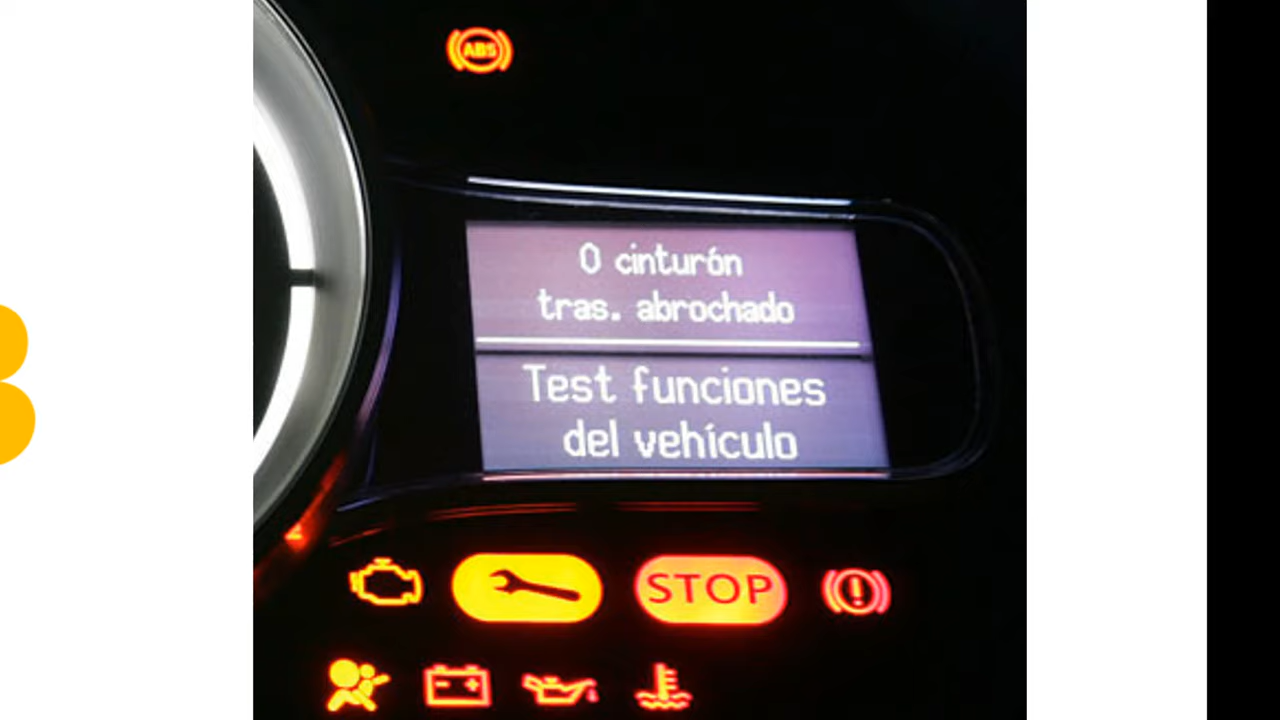 ABS
0 cinturón
tras. abrochado
Test funciones
del vehículo
STOP